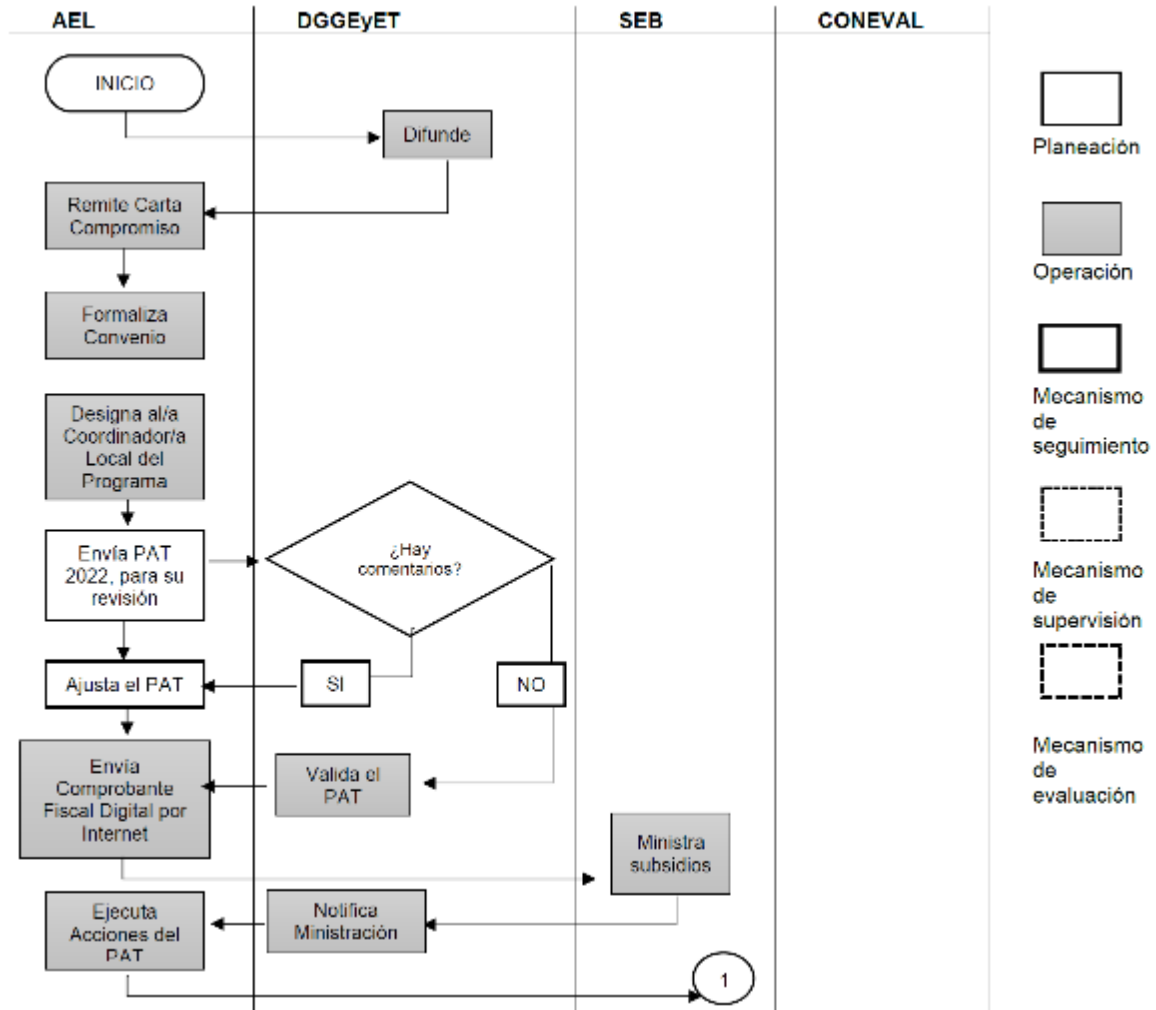 AEL
DGGEyET
SEB
CONEVAL
INICIO
Difunde
Remite Carta
Compromiso
Formaliza
Convenio
Designa al/a
Coordinador/a
Local del
Programa
Envía PAT
2022, para su
revisión
¿Hay
comentarios?
Ajusta el PAT
SI
NO
Envía
Comprobante
Fiscal Digital por
Internet
Valida el
PAT
Ministra
subsidios
Ejecuta
Acciones del
PAT
Notifica
Ministración
1
Planeación
Operación
Mecanismo
de
seguimiento
Mecanismo
de
supervisión
Mecanismo
de
evaluación